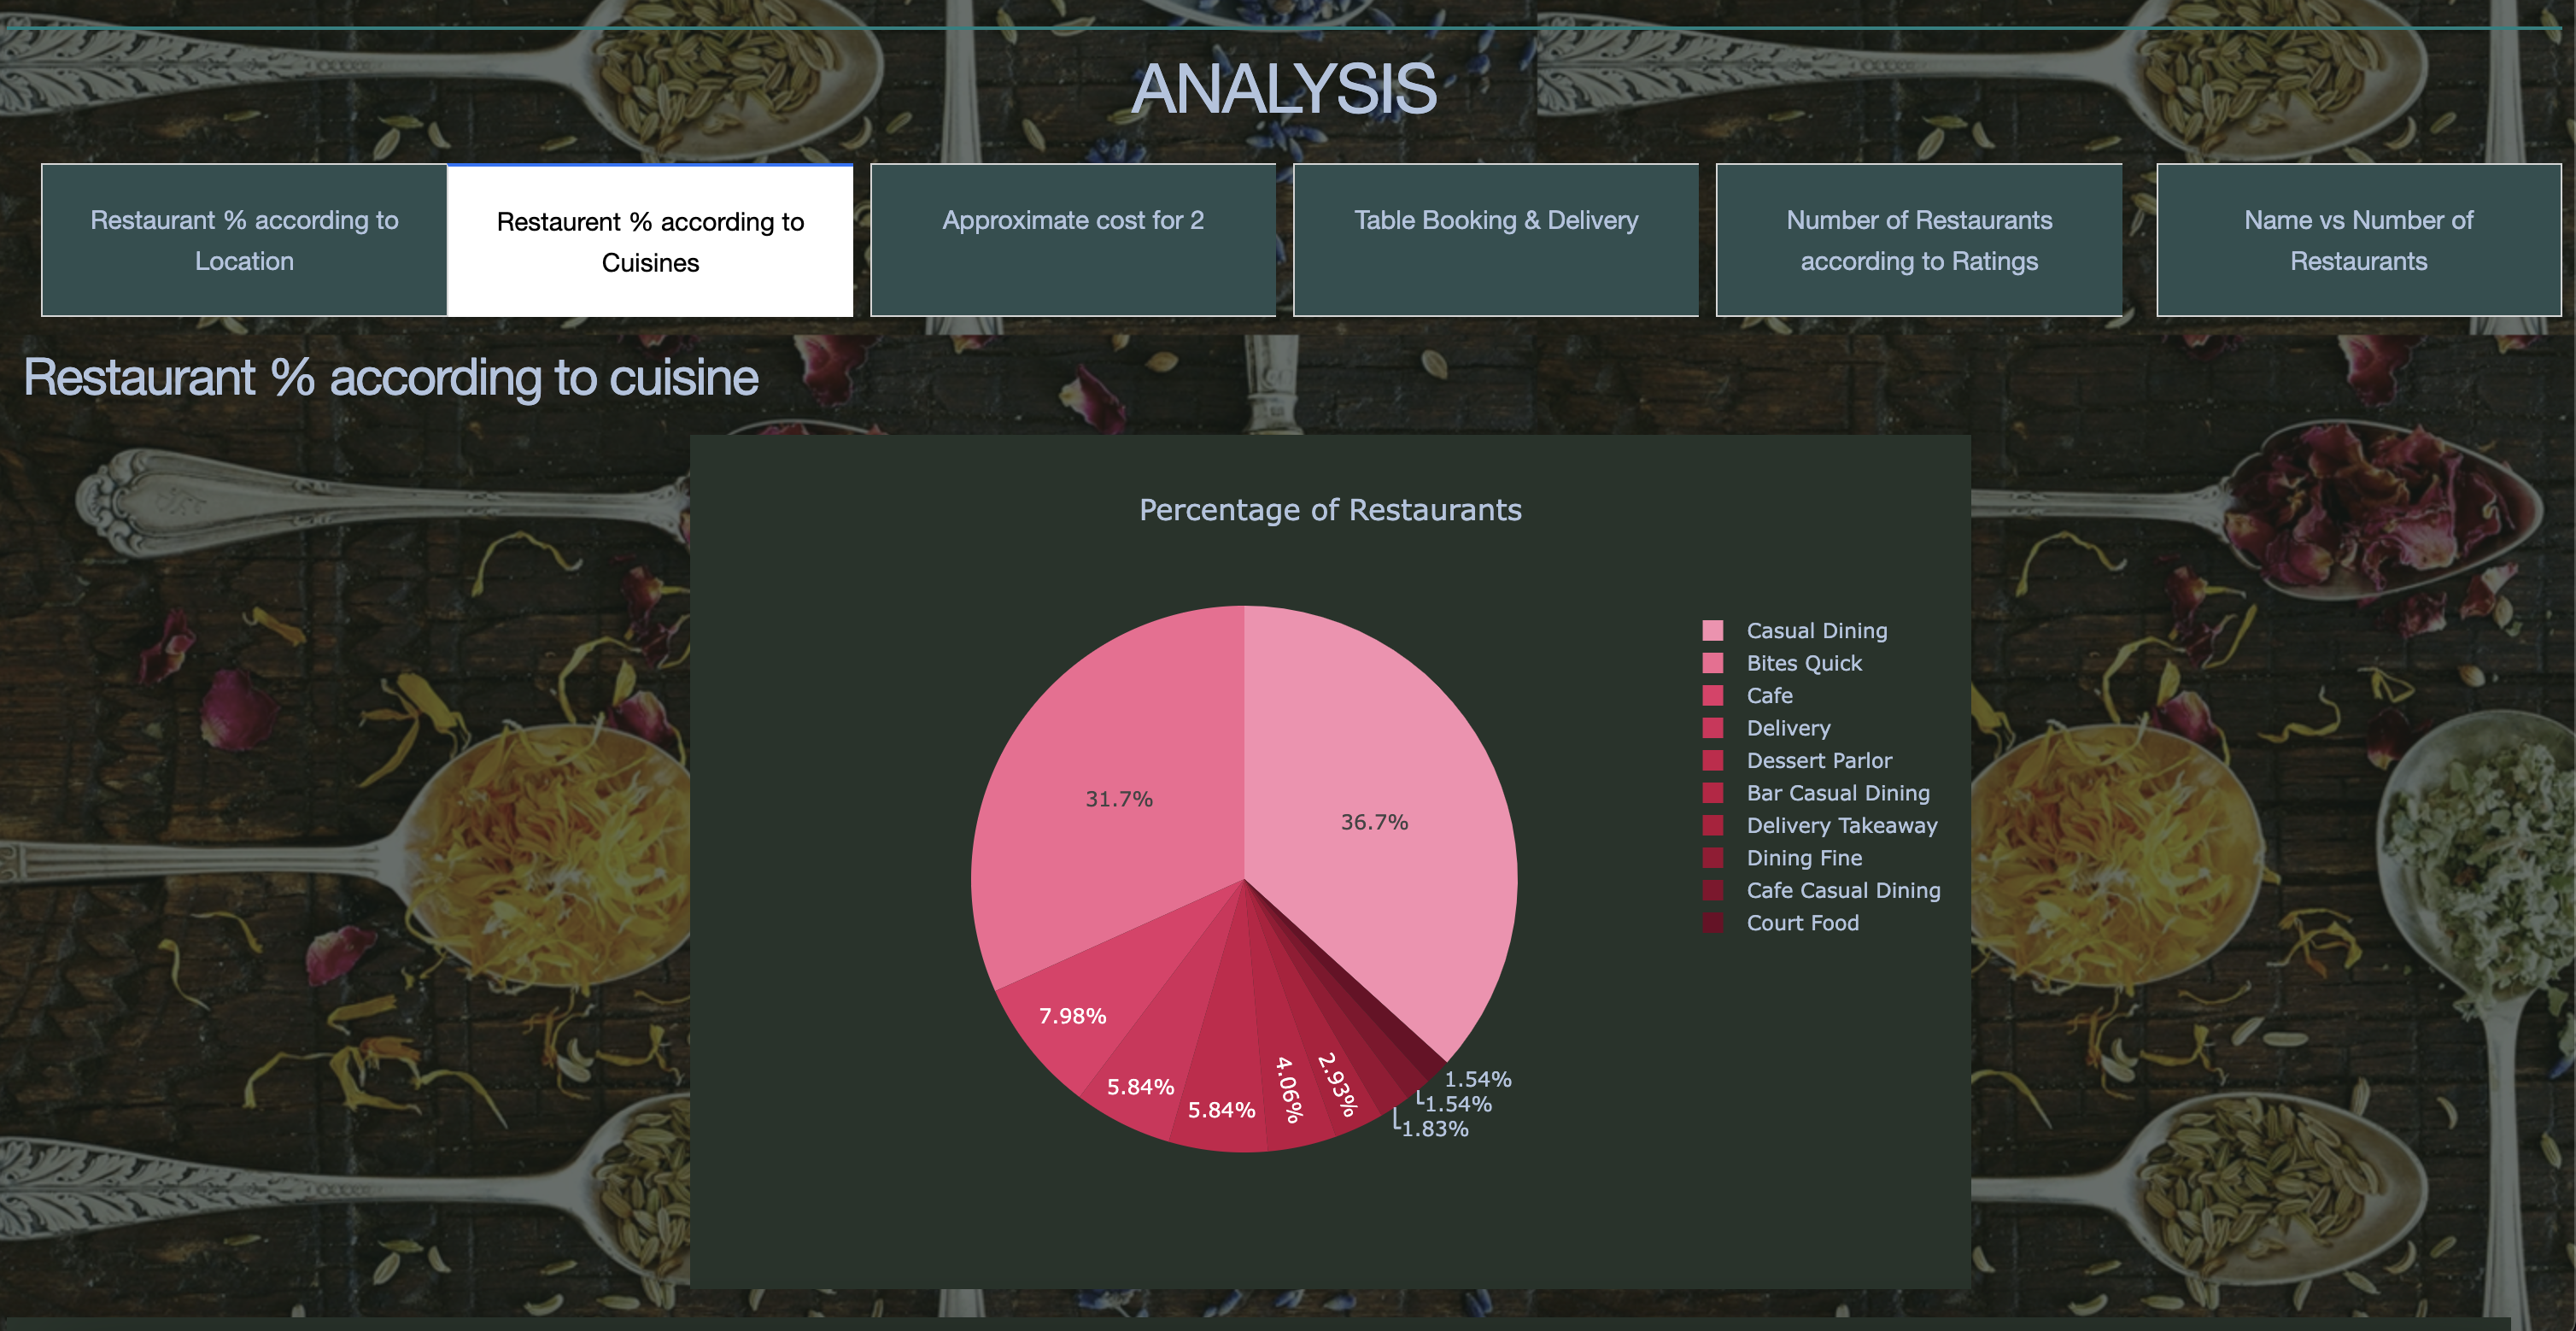 ANALYSIS
Restaurant % according to
Location
Restaurent % according to
Cuisines
Approximate cost for 2
Table Booking & Delivery
Number of Restaurants
according to Ratings
Name vs Number of
Restaurants
Restaurant % according to cuisine
Percentage of Restaurants
31.7%
36.7%
7.98%
5.84%
5.84%
4.06%
2.93%
1.83%
1.54%
1.54%
Casual Dining
Bites Quick
Cafe
Delivery
Dessert Parlor
Bar Casual Dining
Delivery Takeaway
Dining Fine
Cafe Casual Dining
Court Food